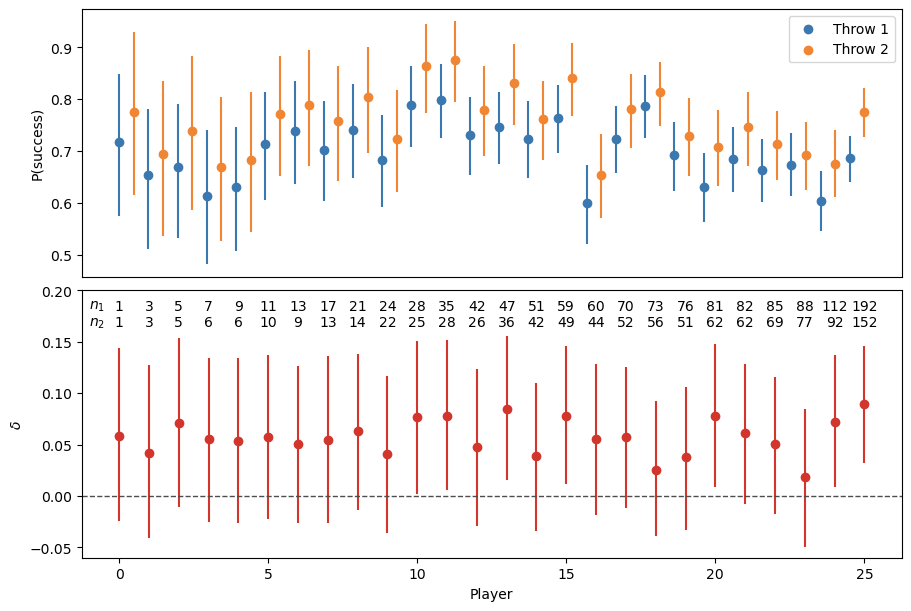 Throw 1
Throw 2
P(success)
0.9
0.8
0.7
0.6
0.5
n₁ 1 3 5 7 9 11 13 17 21 24 28 35 42 47 51 59 60 70 73 76 81 82 85 88 112 192
n₂ 1 3 5 6 6 10 9 13 14 22 25 28 26 36 42 49 44 52 56 51 62 62 69 77 92 152
δ
0.20
0.15
0.10
0.05
0.00
−0.05
0 5 10 15 20 25
Player